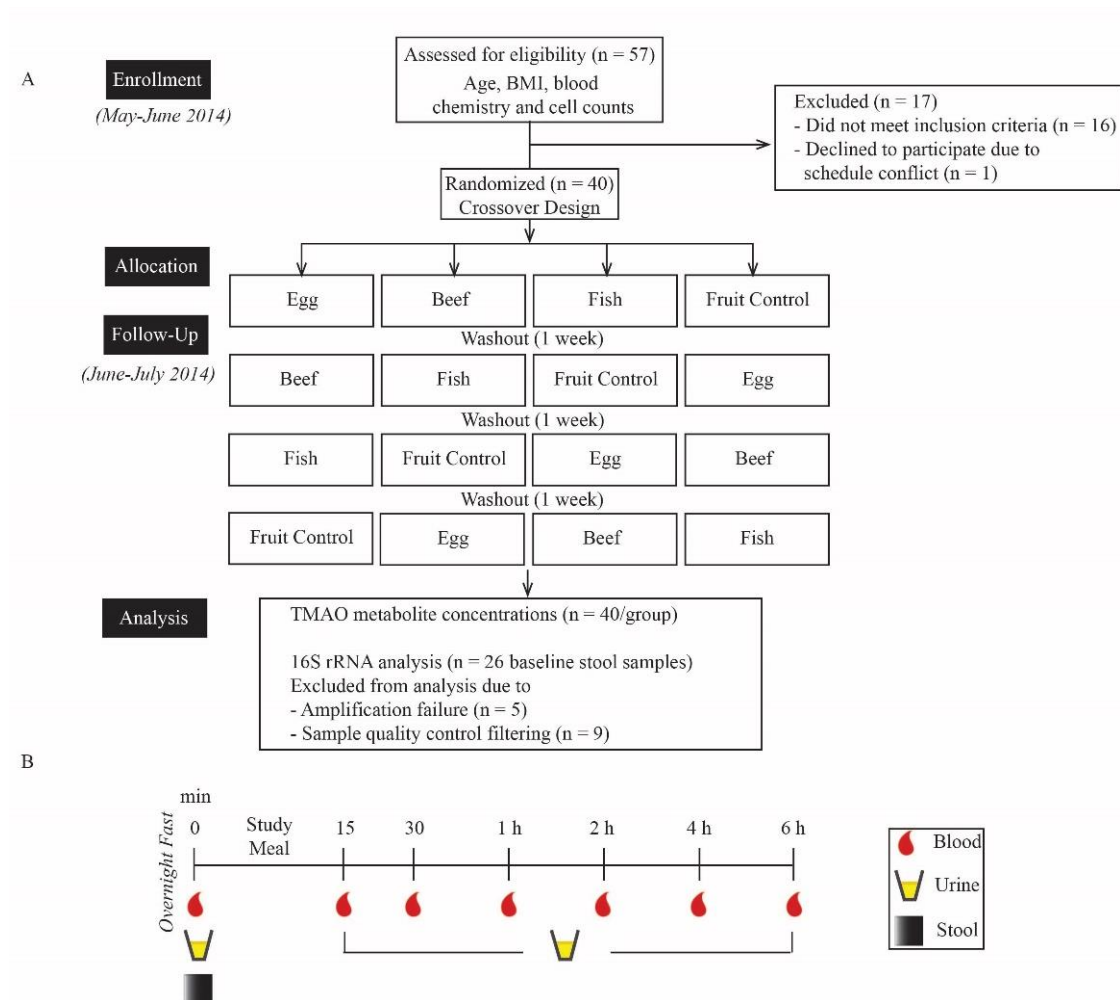 A
Enrollment
(May-June 2014)
Assessed for eligibility (n = 57)
Age, BMI, blood
chemistry and cell counts
Excluded (n = 17)
- Did not meet inclusion criteria (n = 16)
- Declined to participate due to
schedule conflict (n = 1)
Randomized (n = 40)
Crossover Design
Allocation
Egg
Beef
Fish
Fruit Control
Follow-Up
(June-July 2014)
Washout (1 week)
Beef
Fish
Fruit Control
Egg
Washout (1 week)
Fish
Fruit Control
Egg
Beef
Washout (1 week)
Fruit Control
Egg
Beef
Fish
Analysis
TMAO metabolite concentrations (n = 40/group)
16S rRNA analysis (n = 26 baseline stool samples)
Excluded from analysis due to
- Amplification failure (n = 5)
- Sample quality control filtering (n = 9)
B
Overnight Fast
min
0
Study
Meal
15
30
1 h
2 h
4 h
6 h
Blood
Urine
Stool